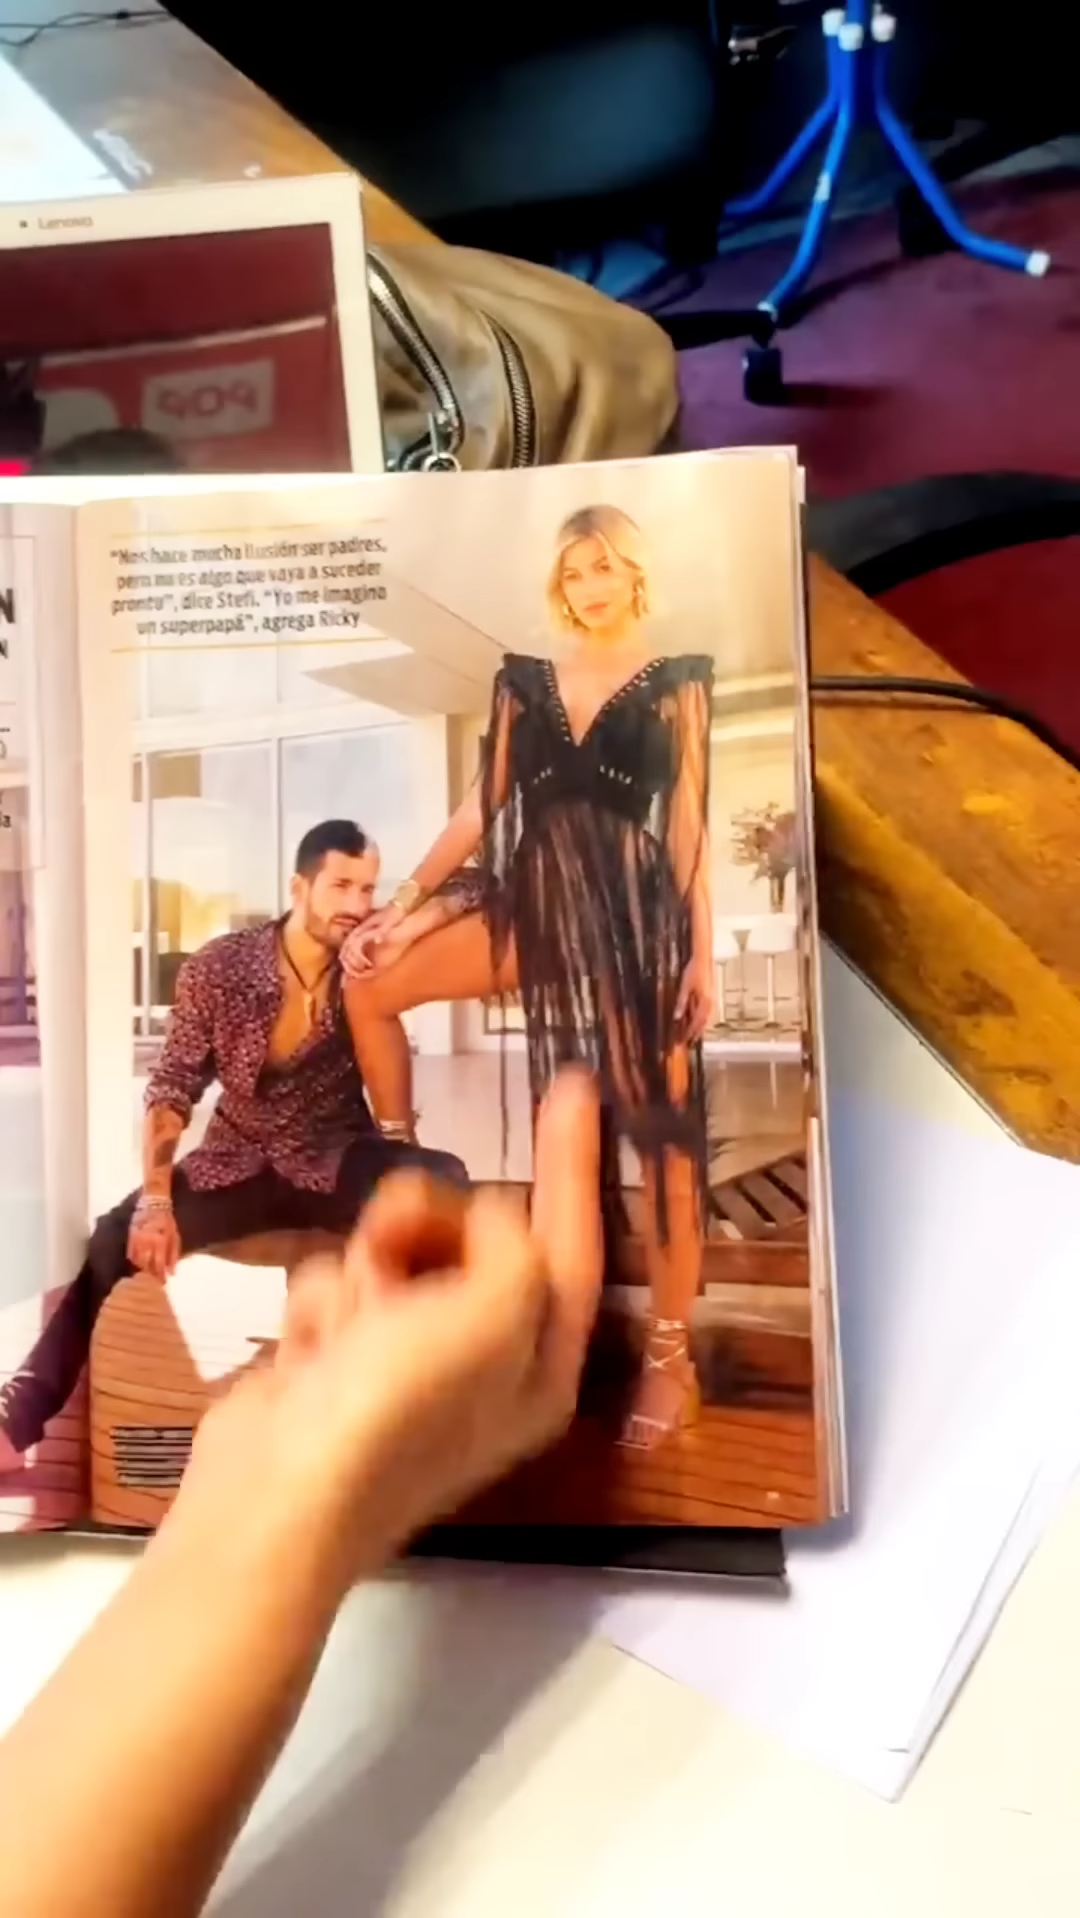 Lenovo
"Nos hace mucha ilusión ser padres,
pero no es algo que vaya a suceder
pronto", dice Stefi. "Yo me imagino
un superpapá", agrega Ricky
N
N
a